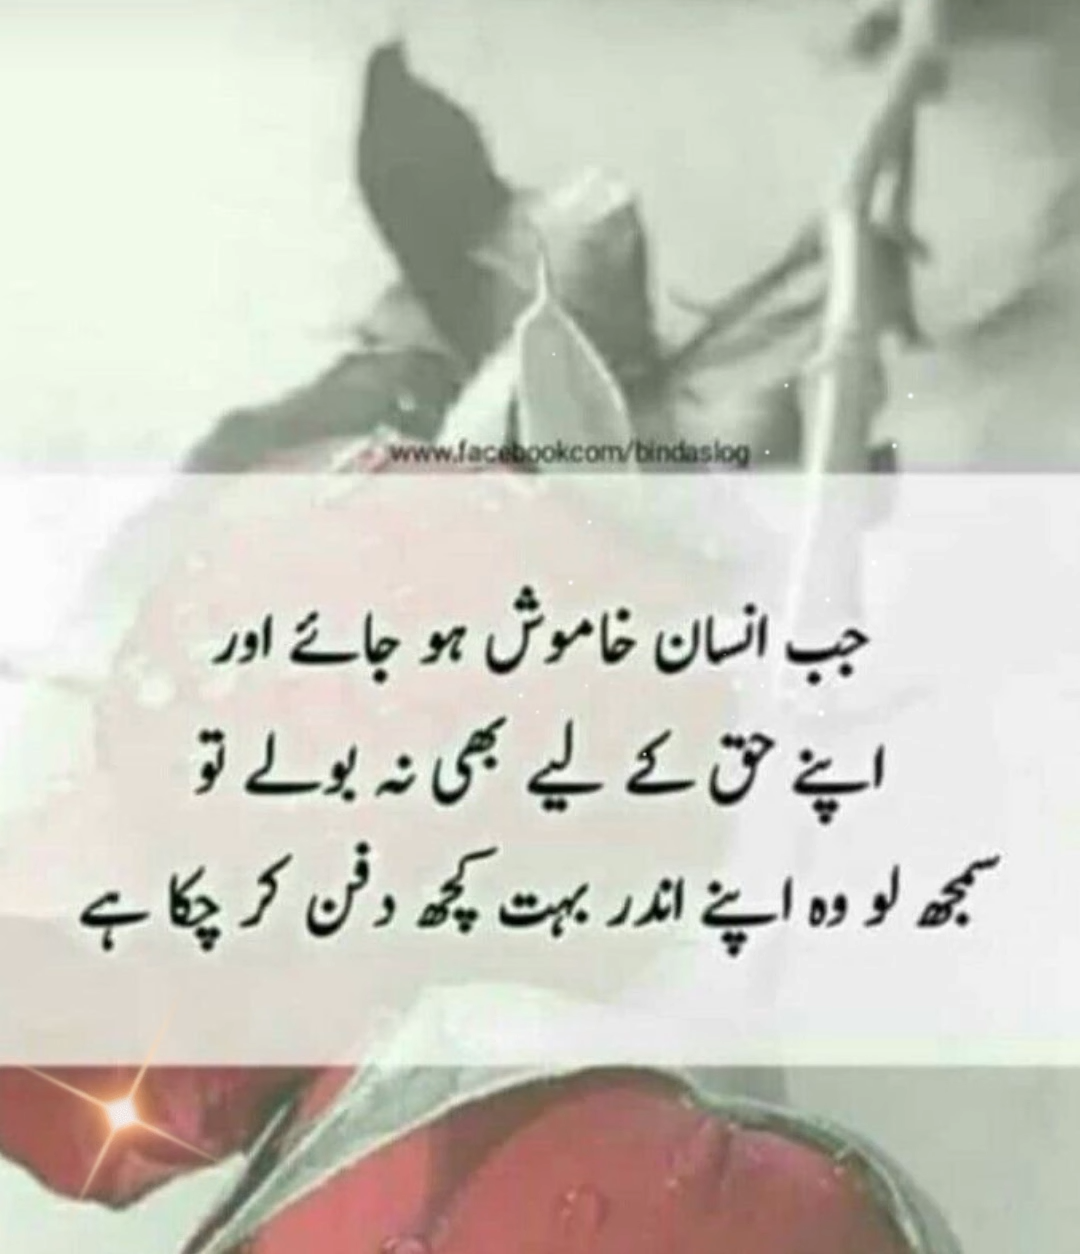 www.facebookcom/bindaslog
جب انسان خاموش ہو جائے اور
اپنے حق کے لیے بھی نہ بولے تو
سمجھ لو وہ اپنے اندر بہت کچھ دفن کر چکا ہے